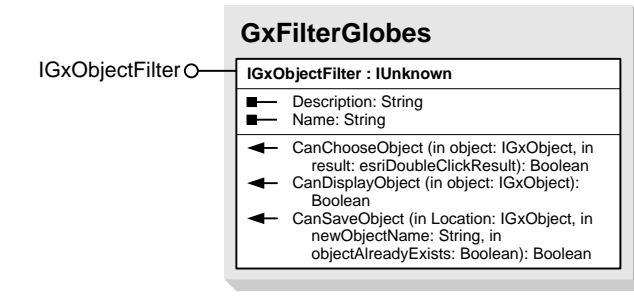 GxFilterGlobes
IGxObjectFilter
IGxObjectFilter : IUnknown
Description: String
Name: String
CanChooseObject (in object: IGxObject, in
result: esriDoubleClickResult): Boolean
CanDisplayObject (in object: IGxObject):
Boolean
CanSaveObject (in Location: IGxObject, in
newObjectName: String, in
objectAlreadyExists: Boolean): Boolean